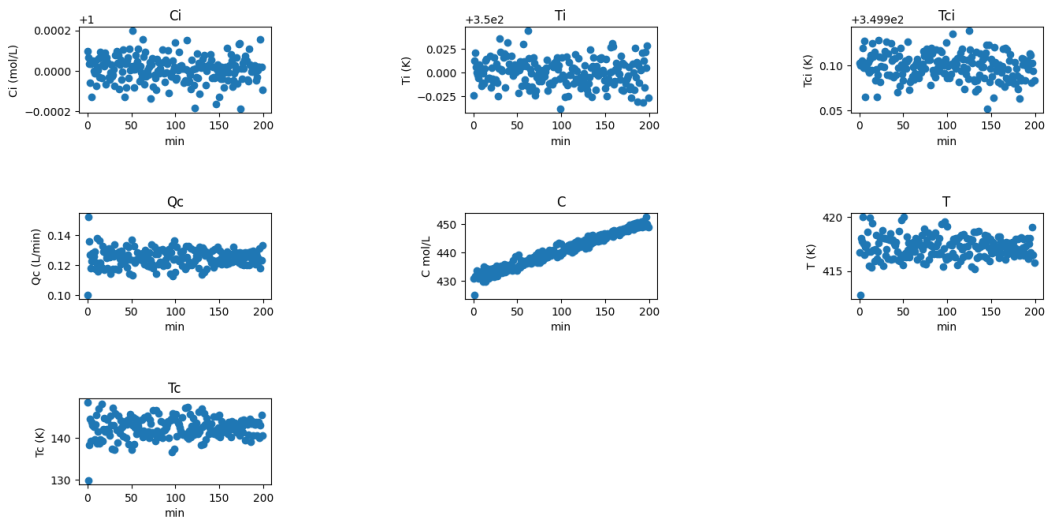 Ci
+1
0.0002
0.0000
−0.0002
Ci (mol/L)
0 50 100 150 200
min
Ti
+3.5e2
0.025
0.000
−0.025
Ti (K)
0 50 100 150 200
min
Tci
+3.499e2
0.10
0.05
Tci (K)
0 50 100 150 200
min
Qc
0.14
0.12
0.10
Qc (L/min)
0 50 100 150 200
min
C
450
440
430
C mol/L
0 50 100 150 200
min
T
420
415
T (K)
0 50 100 150 200
min
Tc
140
130
Tc (K)
0 50 100 150 200
min